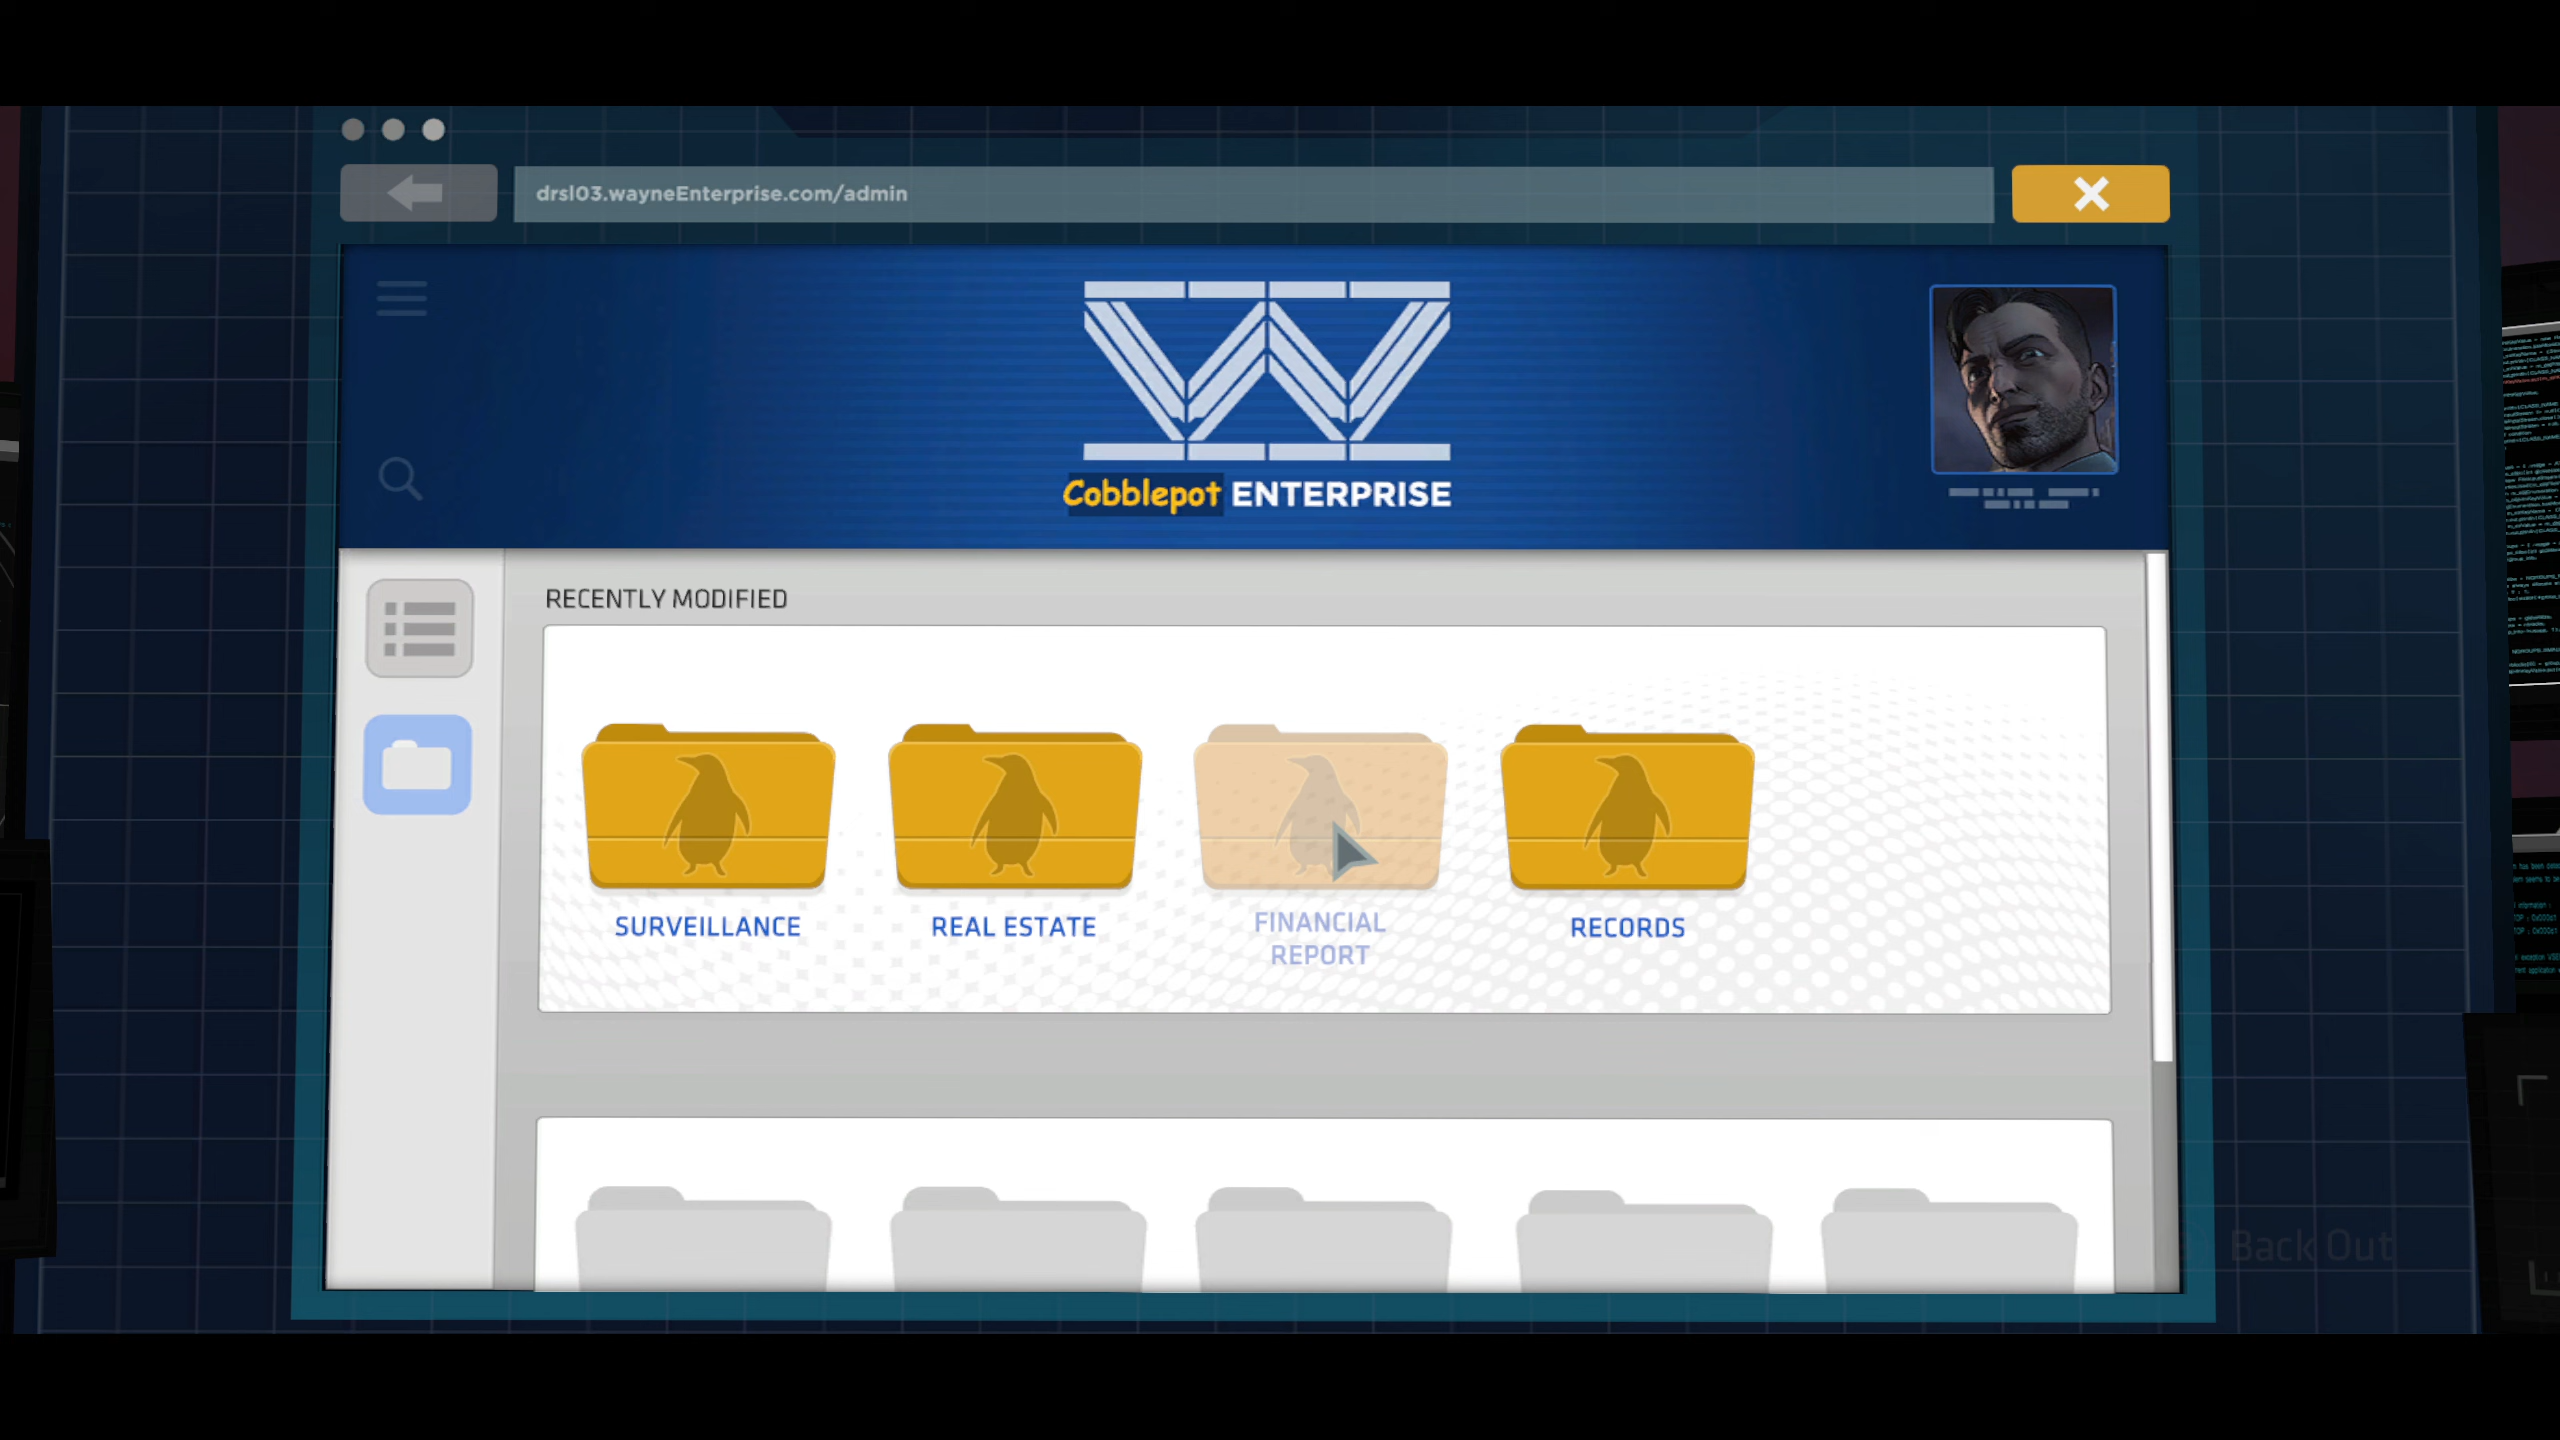 drsl03.wayneEnterprise.com/admin
Cobblepot ENTERPRISE
RECENTLY MODIFIED
SURVEILLANCE
REAL ESTATE
FINANCIAL
REPORT
RECORDS
Back Out